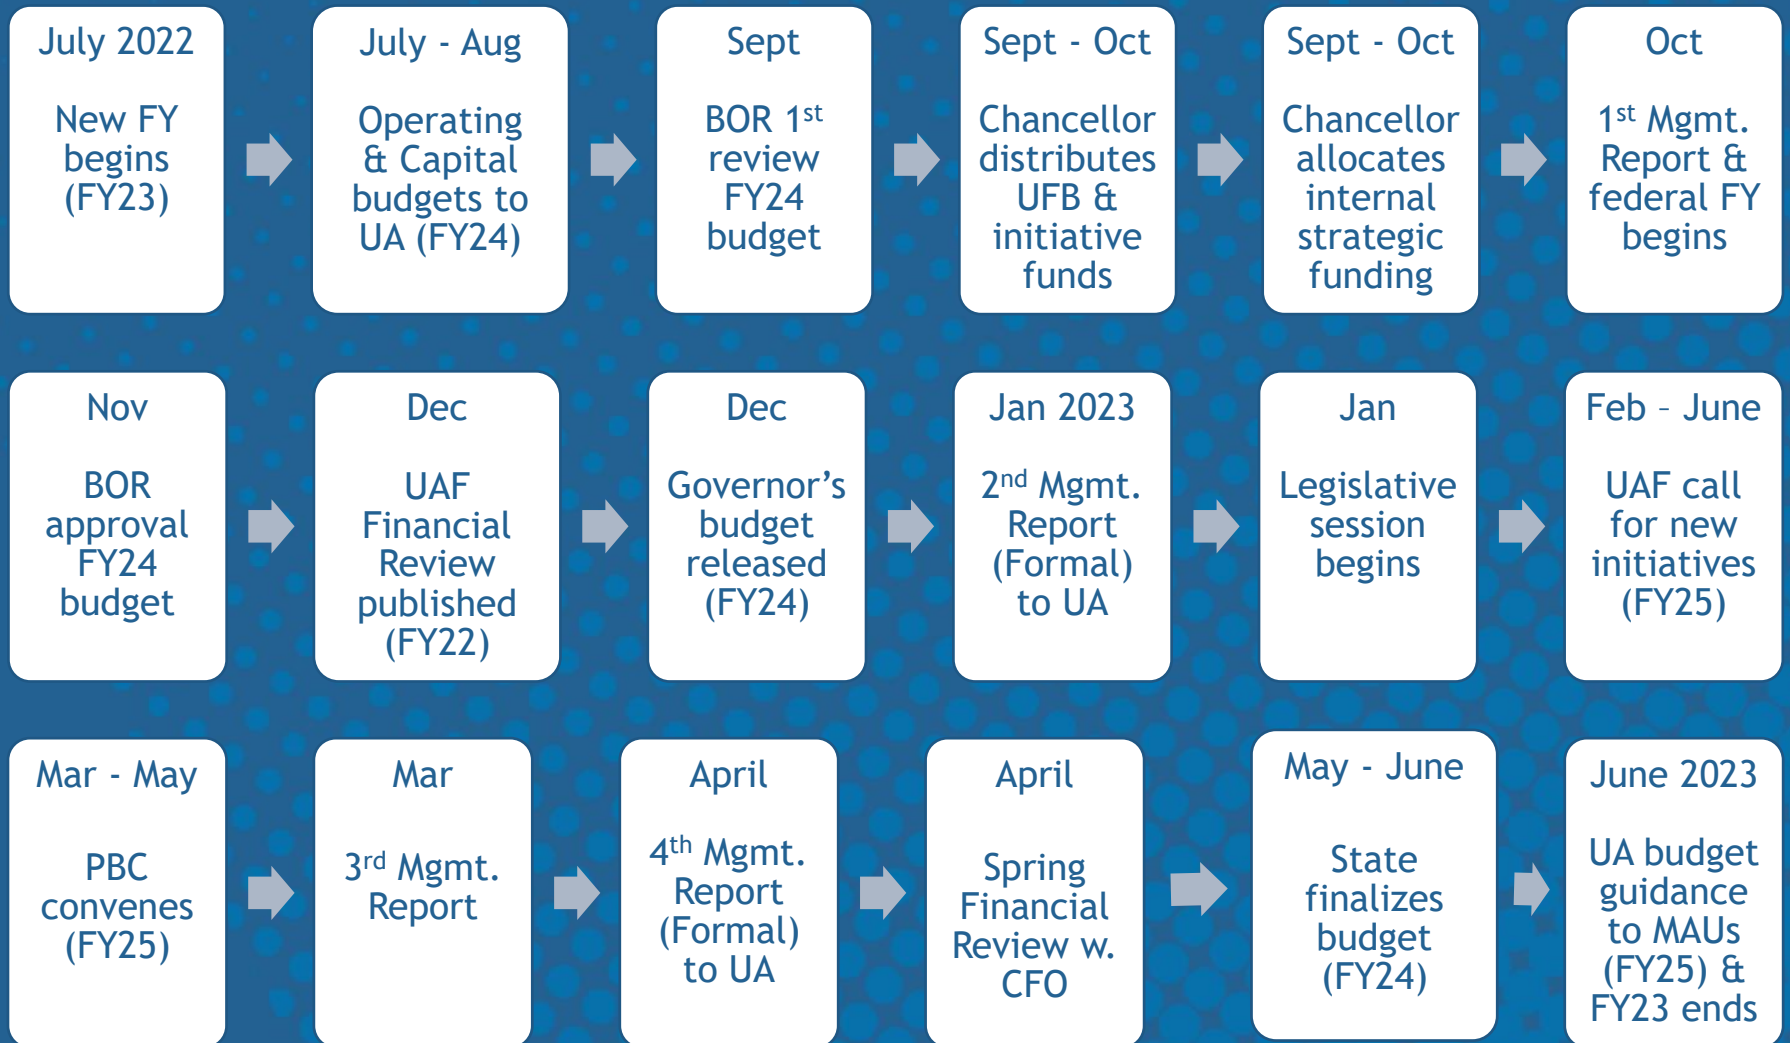 July 2022
New FY
begins
(FY23)
July - Aug
Operating
& Capital
budgets to
UA (FY24)
Sept
BOR 1st
review
FY24
budget
Sept - Oct
Chancellor
distributes
UFB &
initiative
funds
Sept - Oct
Chancellor
allocates
internal
strategic
funding
Oct
1st Mgmt.
Report &
federal FY
begins
Nov
BOR
approval
FY24
budget
Dec
UAF
Financial
Review
published
(FY22)
Dec
Governor’s
budget
released
(FY24)
Jan 2023
2nd Mgmt.
Report
(Formal)
to UA
Jan
Legislative
session
begins
Feb – June
UAF call
for new
initiatives
(FY25)
Mar - May
PBC
convenes
(FY25)
Mar
3rd Mgmt.
Report
April
4th Mgmt.
Report
(Formal)
to UA
April
Spring
Financial
Review w.
CFO
May - June
State
finalizes
budget
(FY24)
June 2023
UA budget
guidance
to MAUs
(FY25) &
FY23 ends